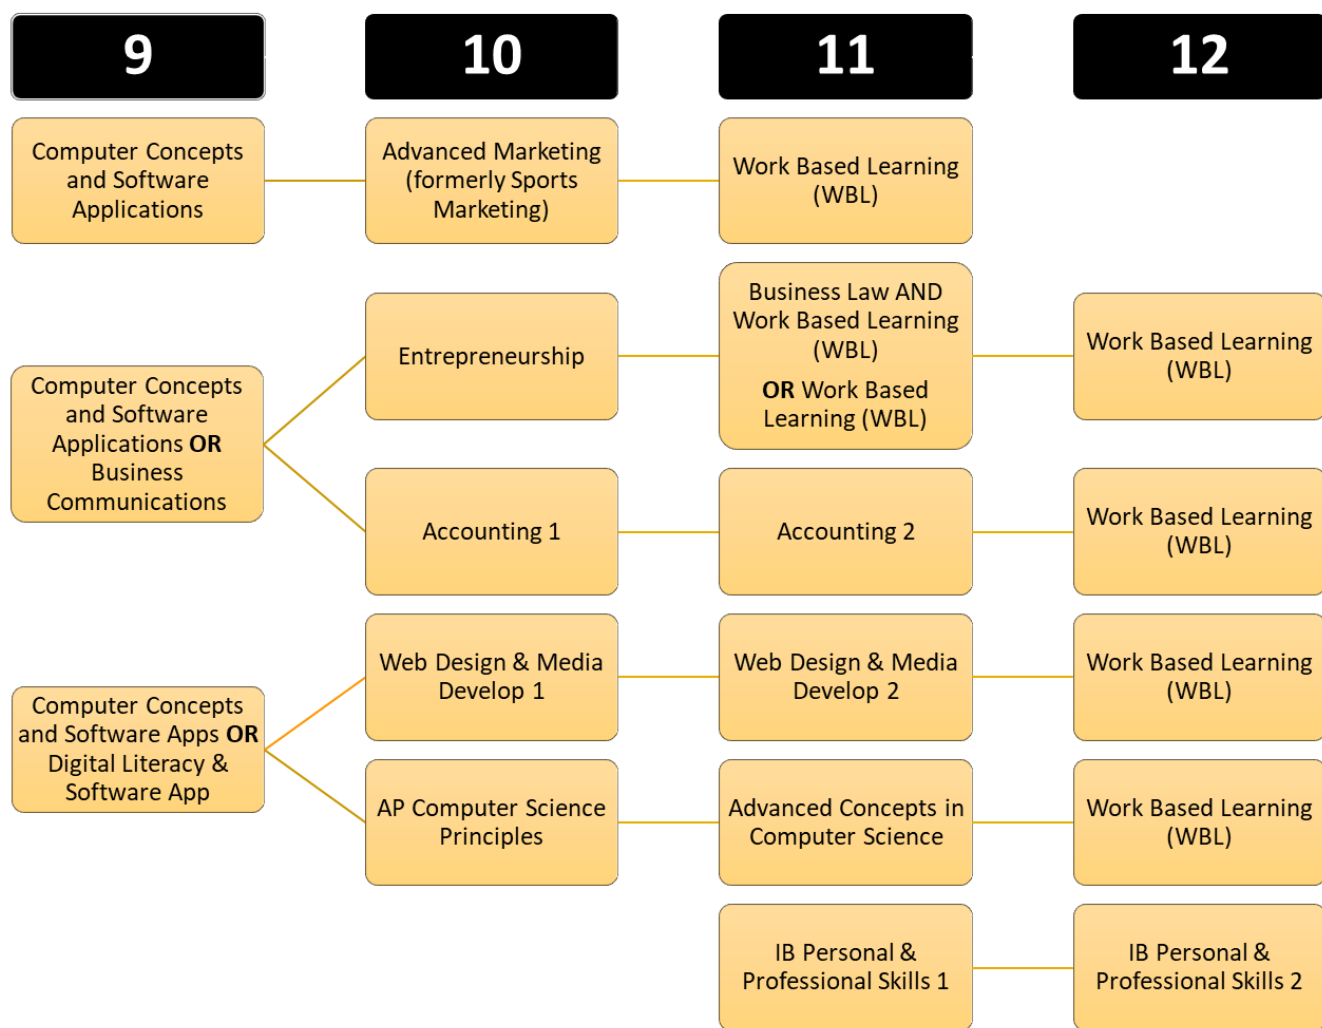 9
10
11
12
Computer Concepts
and Software
Applications
Advanced Marketing
(formerly Sports
Marketing)
Work Based Learning
(WBL)
Computer Concepts
and Software
Applications OR
Business
Communications
Entrepreneurship
Business Law AND
Work Based Learning
(WBL)
OR Work Based
Learning (WBL)
Work Based Learning
(WBL)
Accounting 1
Accounting 2
Work Based Learning
(WBL)
Computer Concepts
and Software Apps OR
Digital Literacy &
Software App
Web Design & Media
Develop 1
Web Design & Media
Develop 2
Work Based Learning
(WBL)
AP Computer Science
Principles
Advanced Concepts in
Computer Science
Work Based Learning
(WBL)
IB Personal &
Professional Skills 1
IB Personal &
Professional Skills 2